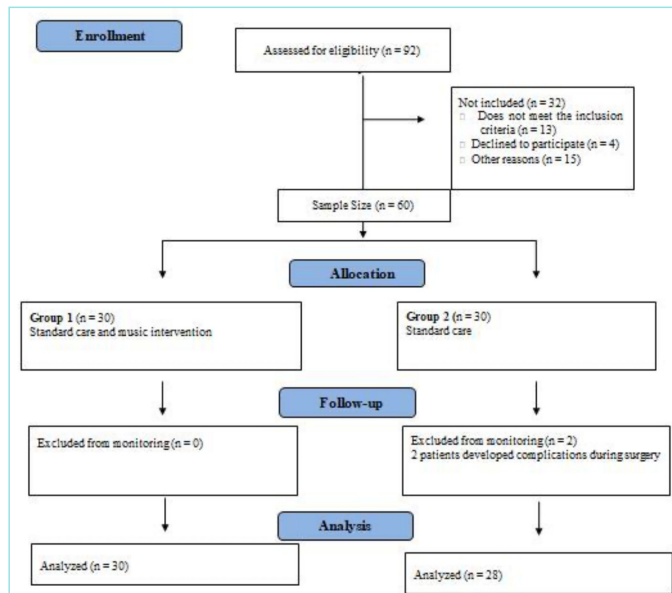 Enrollment
Assessed for eligibility (n = 92)
Not included (n = 32)
□ Does not meet the inclusion
criteria (n = 13)
□ Declined to participate (n = 4)
□ Other reasons (n = 15)
Sample Size (n = 60)
Allocation
Group 1 (n = 30)
Standard care and music intervention
Group 2 (n = 30)
Standard care
Follow-up
Excluded from monitoring (n = 0)
Excluded from monitoring (n = 2)
2 patients developed complications during surgery
Analysis
Analyzed (n = 30)
Analyzed (n = 28)